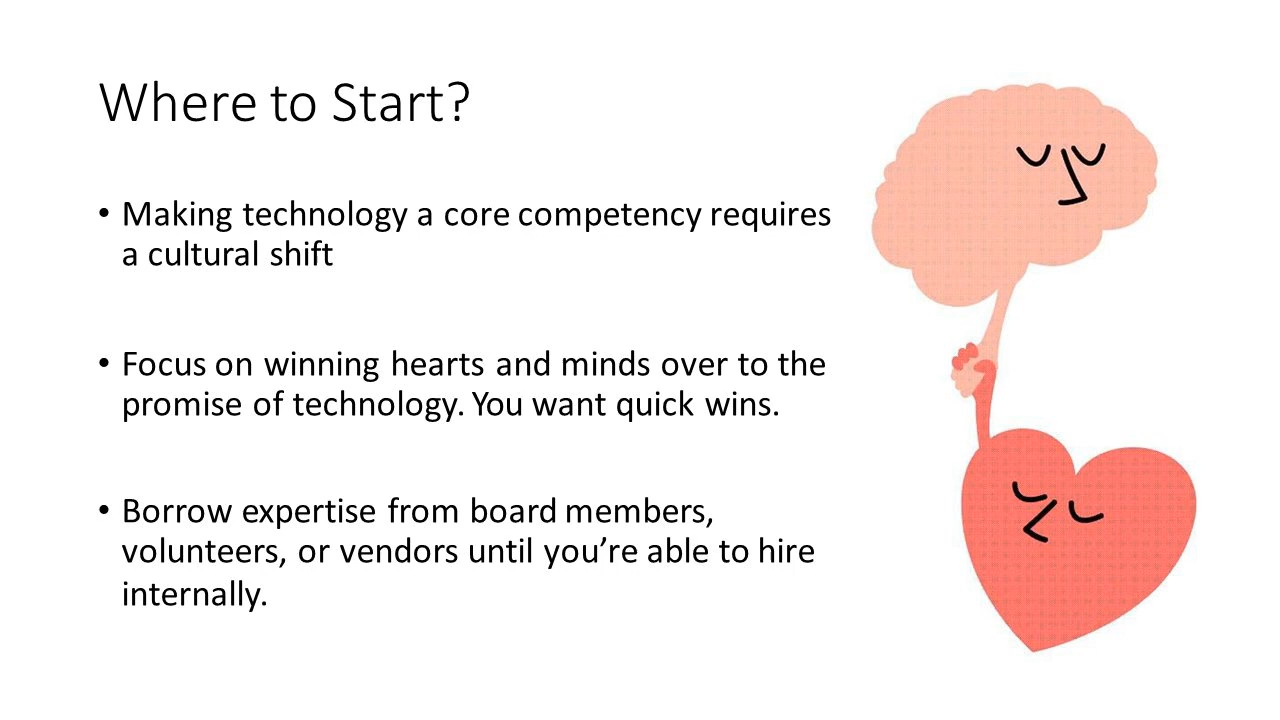 Where to Start?
• Making technology a core competency requires
a cultural shift
• Focus on winning hearts and minds over to the
promise of technology. You want quick wins.
• Borrow expertise from board members,
volunteers, or vendors until you’re able to hire
internally.